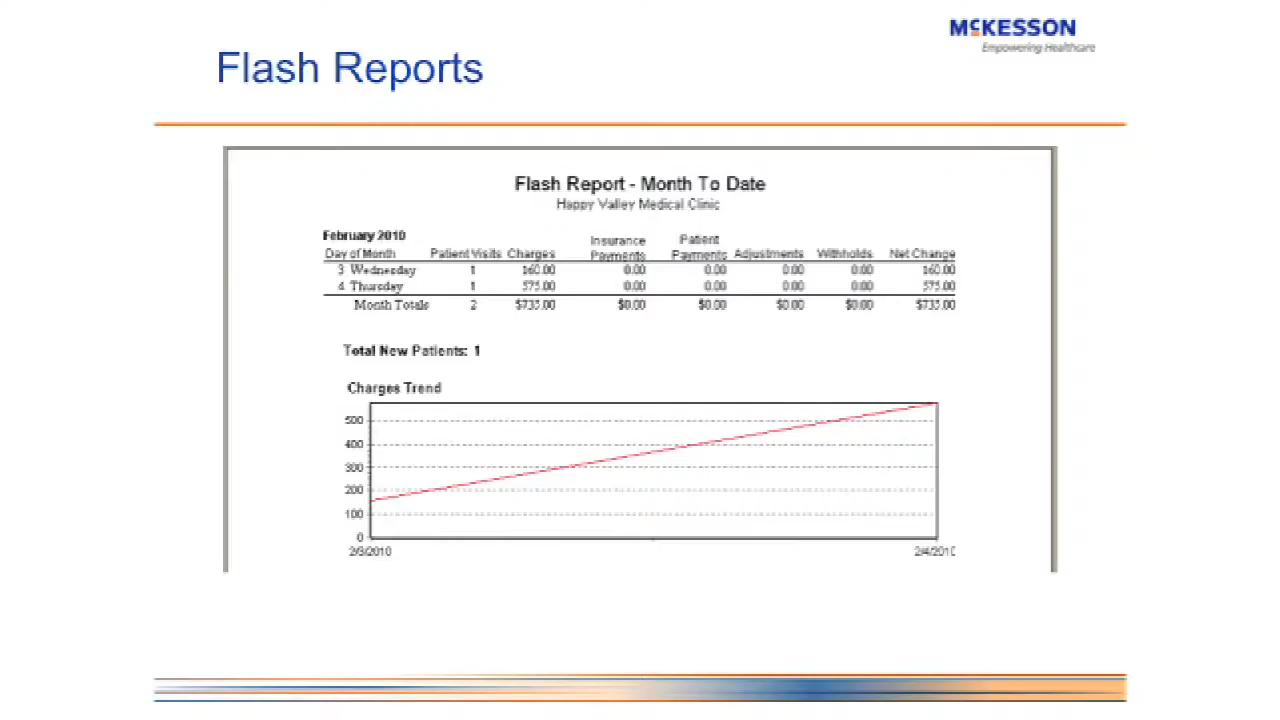 McKESSON
Empowering Healthcare
Flash Reports
Flash Report - Month To Date
Happy Valley Medical Clinic
February 2010
Day of Month Patient Visits Charges Insurance Payments Patient Payments Adjustments Withholds Net Change
3 Wednesday 1 160.00 0.00 0.00 0.00 0.00 160.00
4 Thursday 1 575.00 0.00 0.00 0.00 0.00 575.00
Month Totals 2 $735.00 $0.00 $0.00 $0.00 $0.00 $735.00
Total New Patients: 1
Charges Trend
500
400
300
200
100
0
2/3/2010 2/4/2010